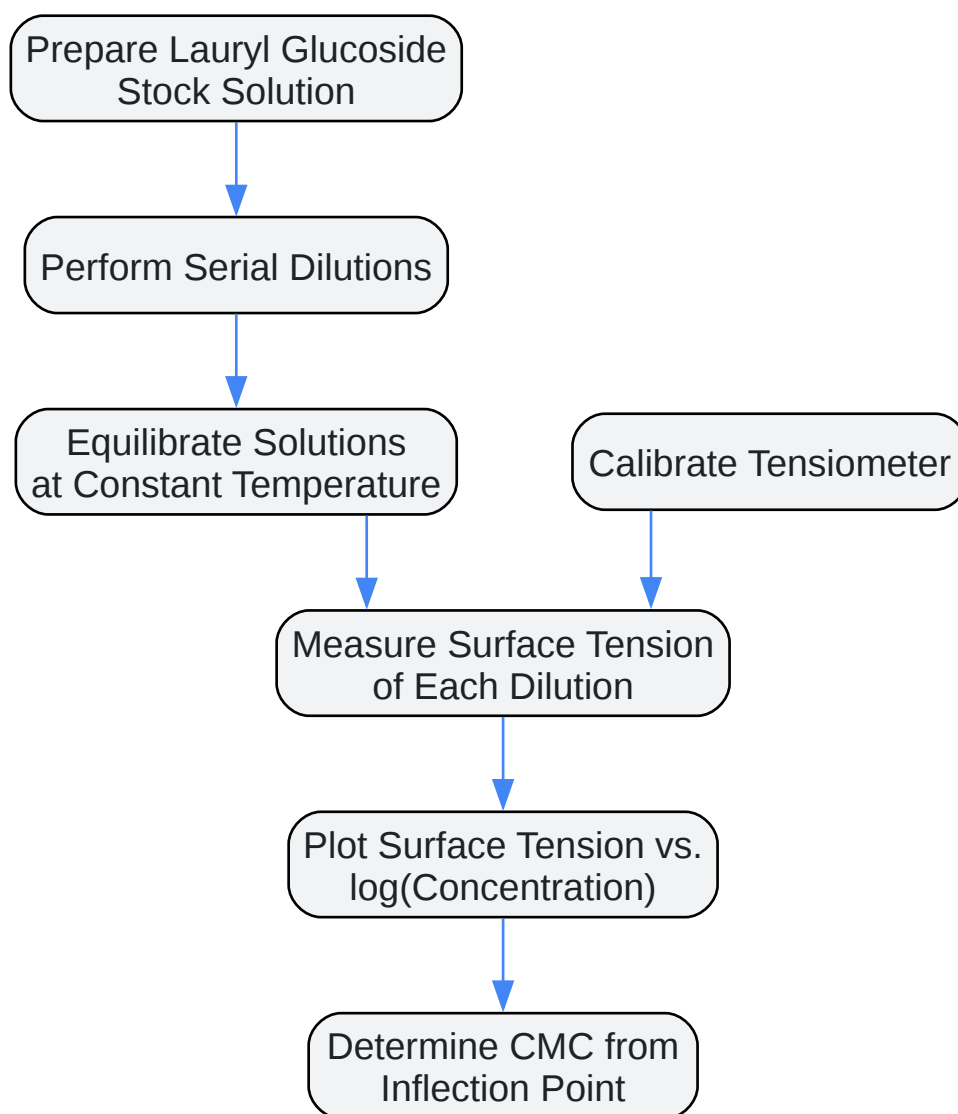 Prepare Lauryl Glucoside
Stock Solution
Perform Serial Dilutions
Equilibrate Solutions
at Constant Temperature
Calibrate Tensiometer
Measure Surface Tension
of Each Dilution
Plot Surface Tension vs.
log(Concentration)
Determine CMC from
Inflection Point